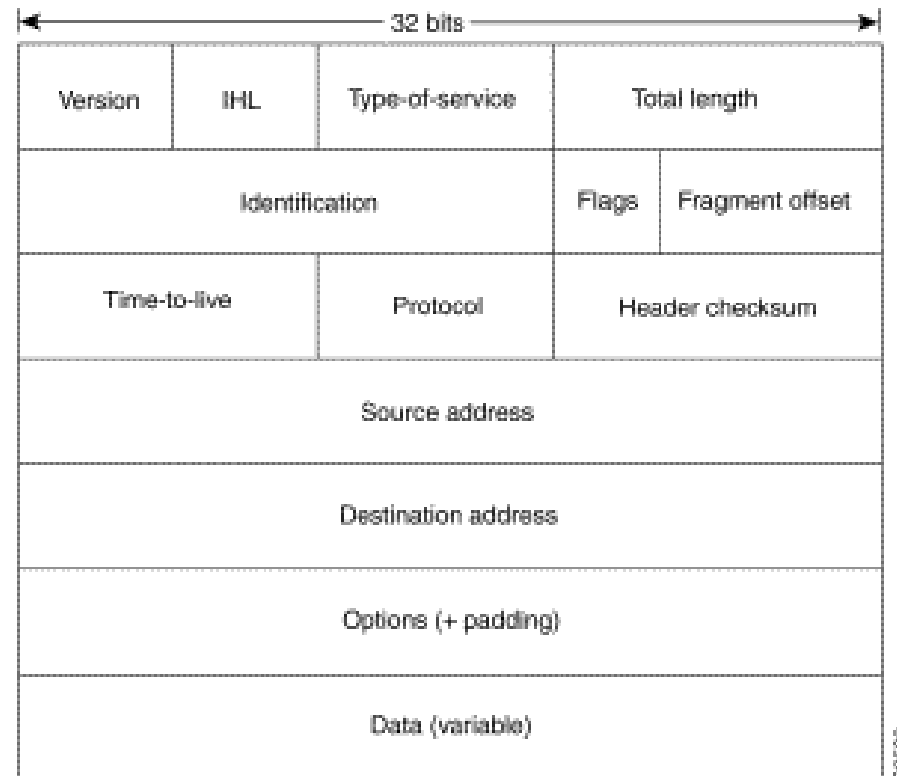 32 bits
Version IHL Type-of-service Total length
Identification Flags Fragment offset
Time-to-live Protocol Header checksum
Source address
Destination address
Options (+ padding)
Data (variable)